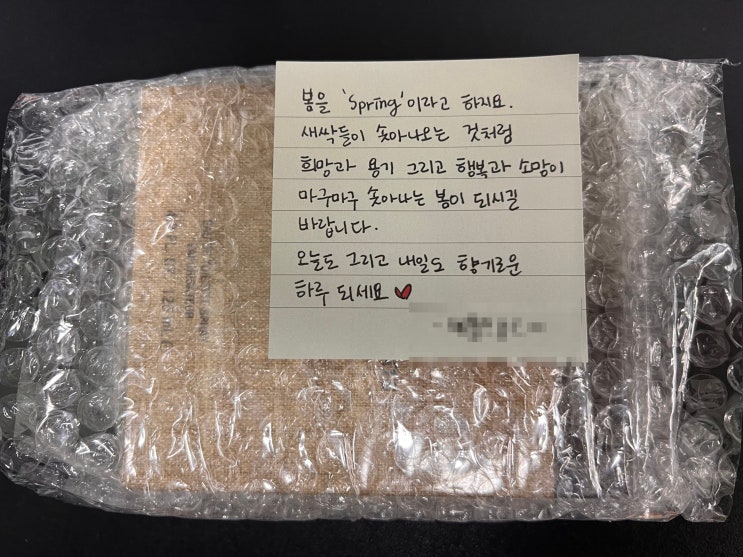 봄을 'Spring'이라고 하지요.
새싹들이 솟아나오는 것처럼
희망과 용기 그리고 행복과 소망이
마구마구 솟아나는 봄이 되시길
바랍니다.
오늘도 그리고 내일도 향기로운
하루 되세요